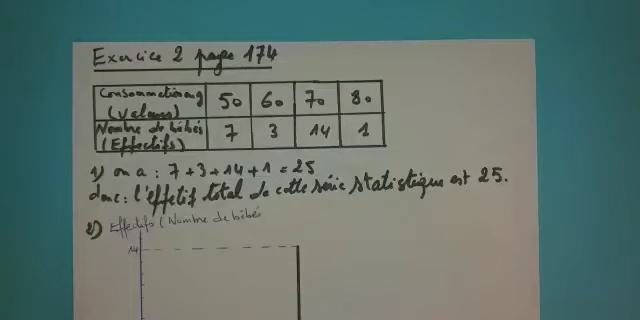 Exercice 2 page 174
Consommation en g (Valeurs) 50 60 70 80
Nombre de bébés (Effectifs) 7 3 14 1
1) on a : 7+3+14+1 = 25
donc : l'effetif total de cette série statistique est 25.
2) Effectifs (Nombre de bébés
14